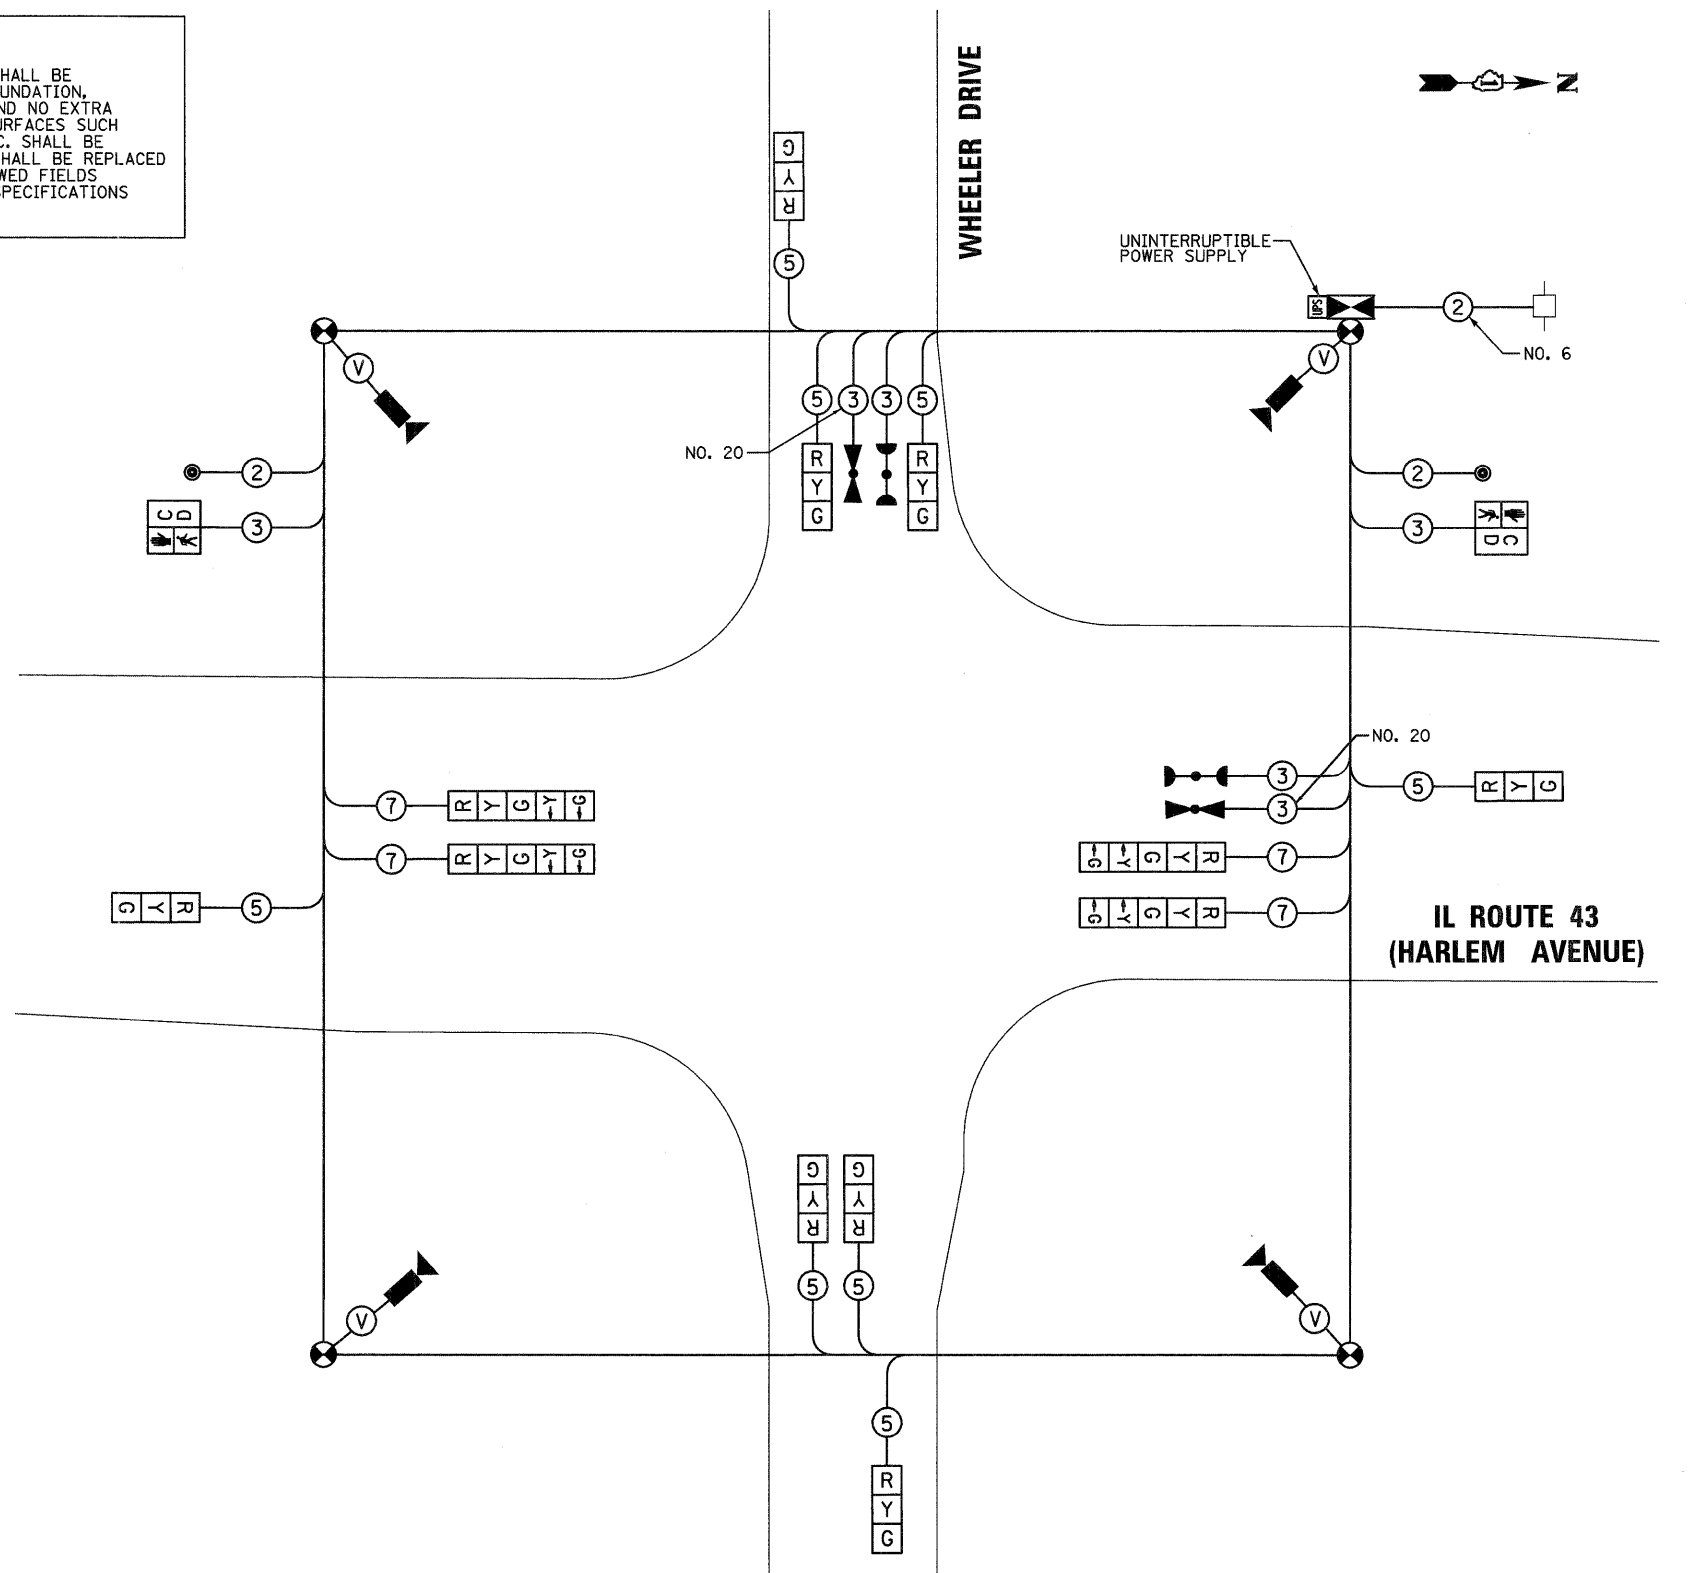 HALL BE
UNDATION,
ND NO EXTRA
URFACES SUCH
C. SHALL BE
HALL BE REPLACED
WED FIELDS
SPECIFICATIONS
WHEELER DRIVE
1
N
G
Y
R
5
UNINTERRUPTIBLE
POWER SUPPLY
UPS
2
NO. 6
V
V
5
3
3
5
NO. 20
R
Y
G
R
Y
G
2
2
C D
3
3
C D
NO. 20
3
5
R Y G
7
R Y G Y G
3
7
R Y G Y G
7
R Y G Y G
G Y R
5
7
R Y G Y G
IL ROUTE 43
(HARLEM AVENUE)
G
Y
R
G
Y
R
5
5
V
V
5
R
Y
G